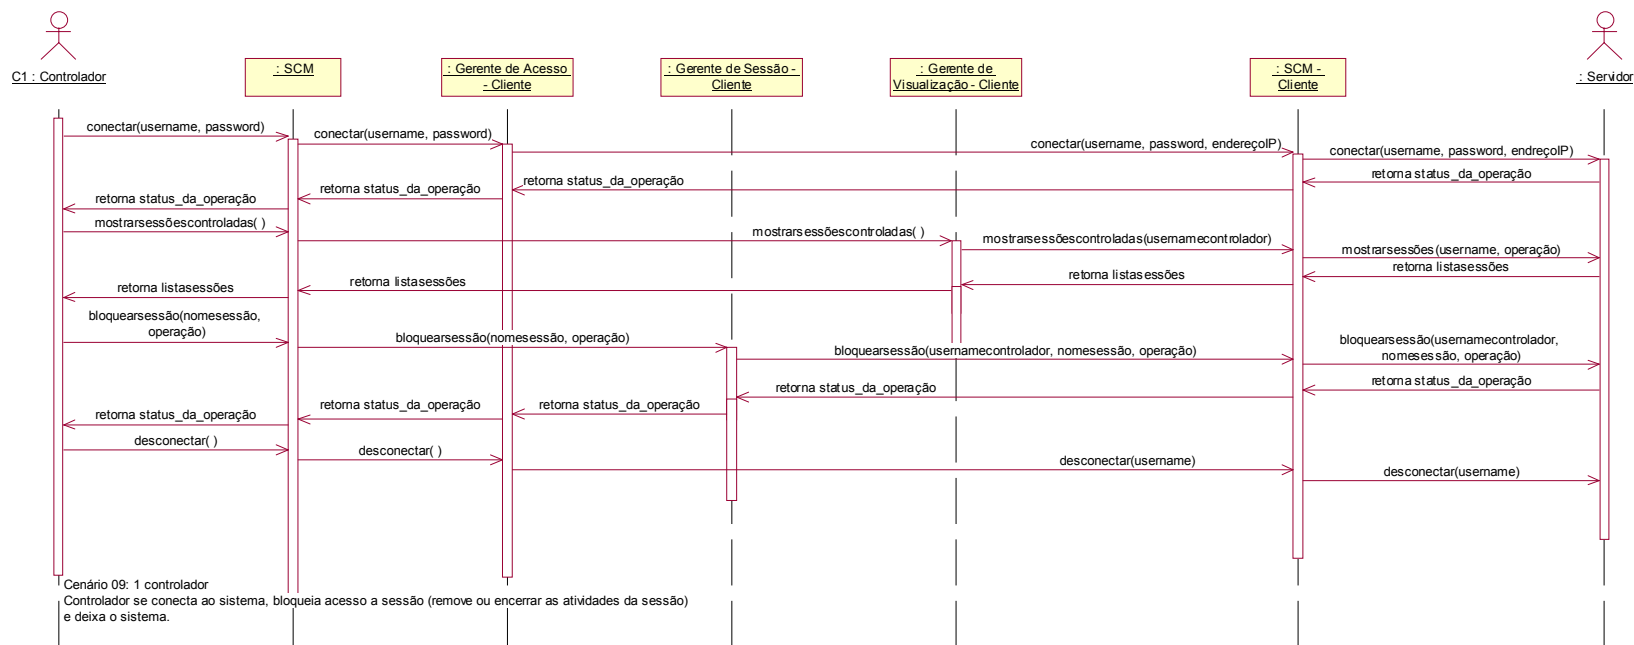 C1 : Controlador
: SCM
: Gerente de Acesso
- Cliente
: Gerente de Sessão -
Cliente
: Gerente de
Visualização - Cliente
: SCM -
Cliente
: Servidor
conectar(username, password)
conectar(username, password)
conectar(username, password, endereçoIP)
conectar(username, password, endreçoIP)
retorna status_da_operação
retorna status_da_operação
retorna status_da_operação
retorna status_da_operação
mostrarsessõescontroladas( )
mostrarsessõescontroladas( )
mostrarsessõescontroladas(usernamecontrolador)
mostrarsessões(username, operação)
retorna listasessões
retorna listasessões
retorna listasessões
retorna listasessões
bloquearsessão(nomesessão,
operação)
bloquearsessão(nomesessão, operação)
bloquearsessão(usernamecontrolador, nomesessão, operação)
bloquearsessão(usernamecontrolador,
nomesessão, operação)
retorna status_da_operação
retorna status_da_operação
retorna status_da_operação
retorna status_da_operação
retorna status_da_operação
desconectar( )
desconectar( )
desconectar(username)
desconectar(username)
Cenário 09: 1 controlador
Controlador se conecta ao sistema, bloqueia acesso a sessão (remove ou encerrar as atividades da sessão)
e deixa o sistema.